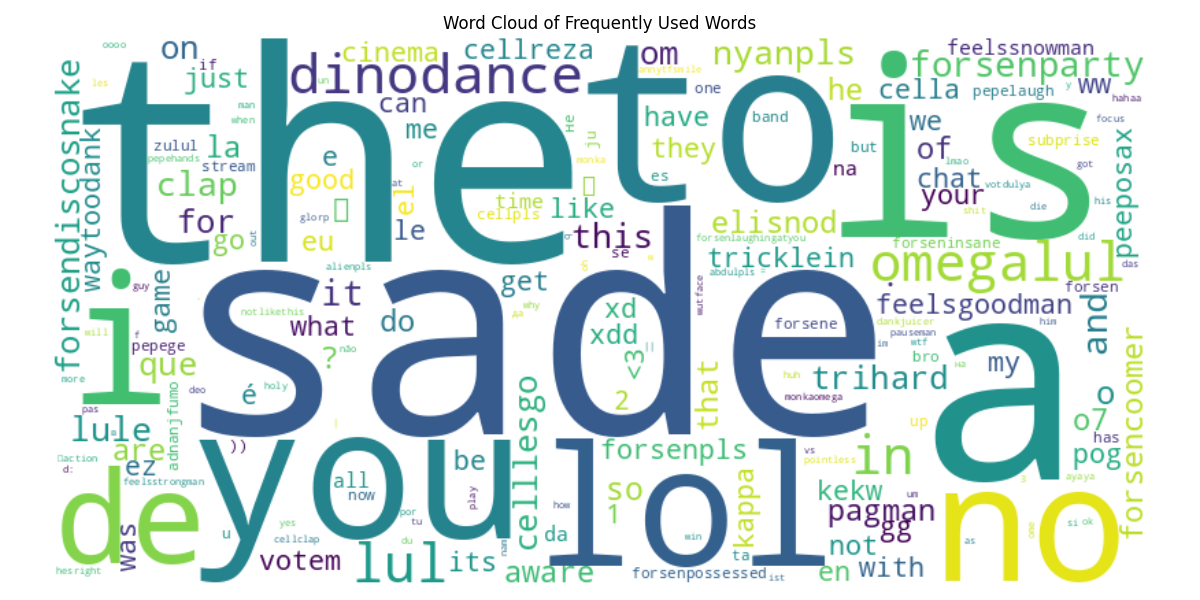 Word Cloud of Frequently Used Words
the
to
is
sade
a
i
you
lol
de
no
dinodance
omegalul
forsendiscosnake
waytoodank
oooo
on
if
just
cinema
cellreza
om
nyanpls
forsenparty
feelssnowman
he
cella
pepelaugh
y
ww
hahaa
les
un
man
when
can
me
one
have
band
we
focus
zulul
pepehands
la
stream
e
or
they
monka
ju
не
but
of
subprise
lmao
got
peeposax
clap
good
at
el
time
cellpls
like
es
na
chat
your
votdulya
shit
die
his
for
go
out
glorp
eu
le
this
se
elisnod
forsenlaughingatyou
forseninsane
did
das
alienpls
game
guy
it
get
tricklein
abdulpls
=
forsen
notlikethis
what
do
why
да
xd
xdd
<3
||
wutface
forsene
feelsgoodman
dankjuicer
pauseman
him
and
will
f
pepege
que
?
não
2
that
huh
trihard
monkaomega
im
wtf
bro
на
my
more
pas
deo
é
holy
adnanjfumo
celllesgo
up
o
o7
has
pog
forsencoomer
lule
are
ez
))
|
all
now
be
forsenpls
vs
pointless
in
action
d:
feelsstrongman
play
so
1
kappa
kekw
um
ayaya
3
hesright
was
u
yes
cellclap
por
tu
du
how
da
win
ta
pagman
gg
not
as
si
ok
votem
lul
its
nam
aware
forsenpossessed
ist
en
with